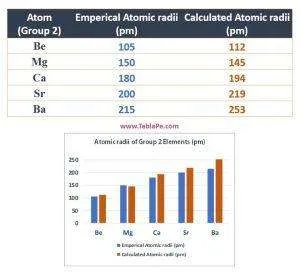 Atom Emperical Atomic radii Calculated Atomic radii
(Group 2) (pm) (pm)
Be 105 112
Mg 150 145
Ca 180 194
Sr 200 219
Ba 215 253
www.TeblaPe.com
Atomic radii of Group 2 Elements (pm)
250
200
150
100
50
0
Be Mg Ca Sr Ba
Emperical Atomic radii (pm)
Calculated Atomic radii (pm)